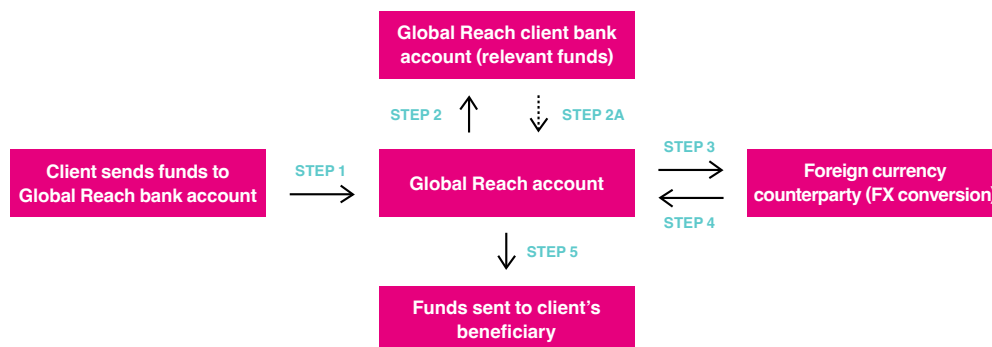 Global Reach client bank
account (relevant funds)
STEP 2
STEP 2A
Client sends funds to
Global Reach bank account
STEP 1
Global Reach account
STEP 3
STEP 4
Foreign currency
counterparty (FX conversion)
STEP 5
Funds sent to client’s
beneficiary